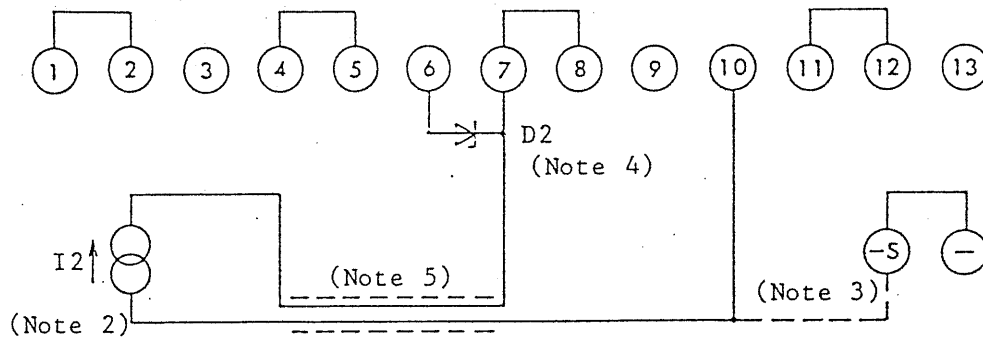 1 2 3 4 5 6 7 8 9 10 11 12 13
D2
(Note 4)
I2
(Note 5)
-S -
(Note 3)
(Note 2)